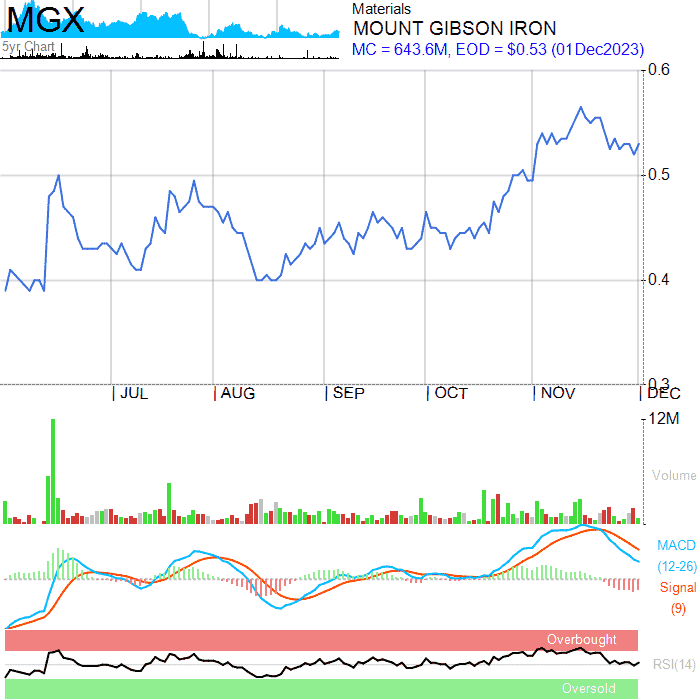 MGX
5yr Chart
Materials
MOUNT GIBSON IRON
MC = 643.6M, EOD = $0.53 (01Dec2023)
0.6
0.5
0.4
0.3
JUL AUG SEP OCT NOV DEC
12M
Volume
MACD
(12-26)
Signal
(9)
Overbought
RSI(14)
Oversold